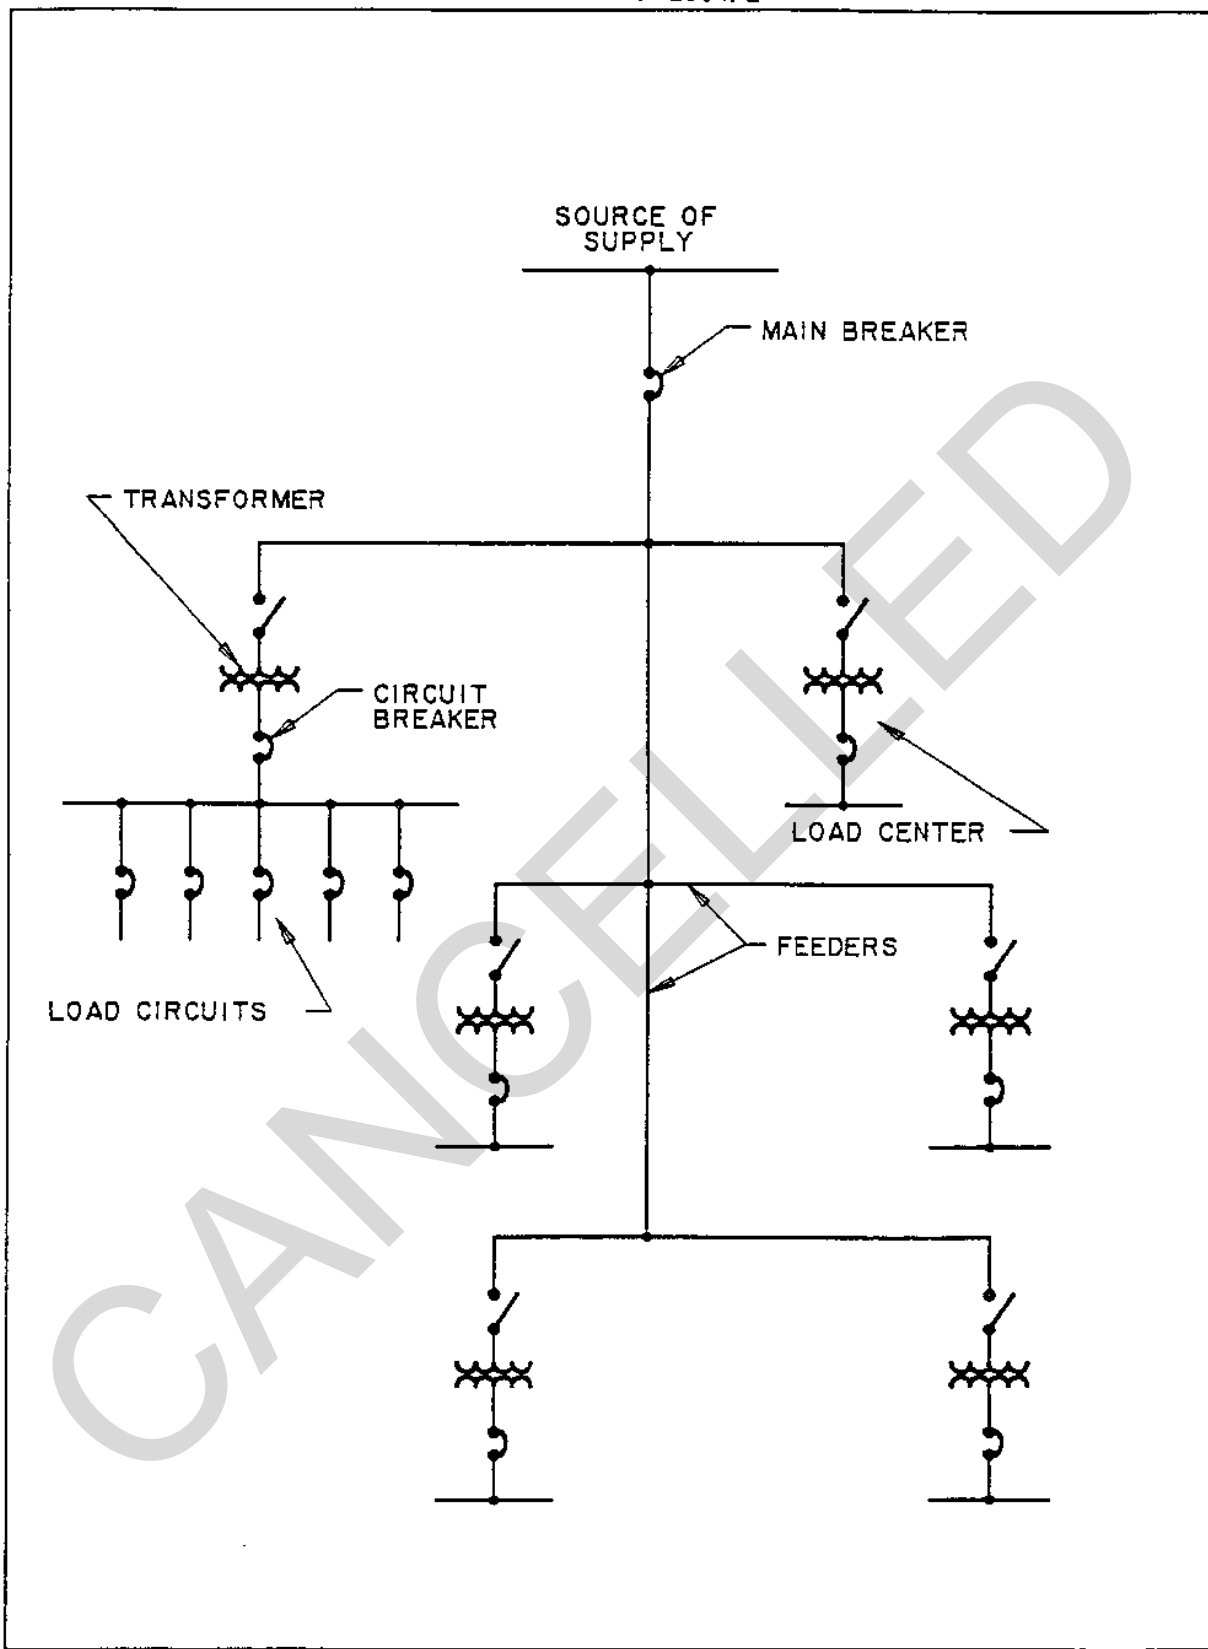 SOURCE OF
SUPPLY
MAIN BREAKER
TRANSFORMER
CIRCUIT
BREAKER
LOAD CENTER
FEEDERS
LOAD CIRCUITS
CANCELLED